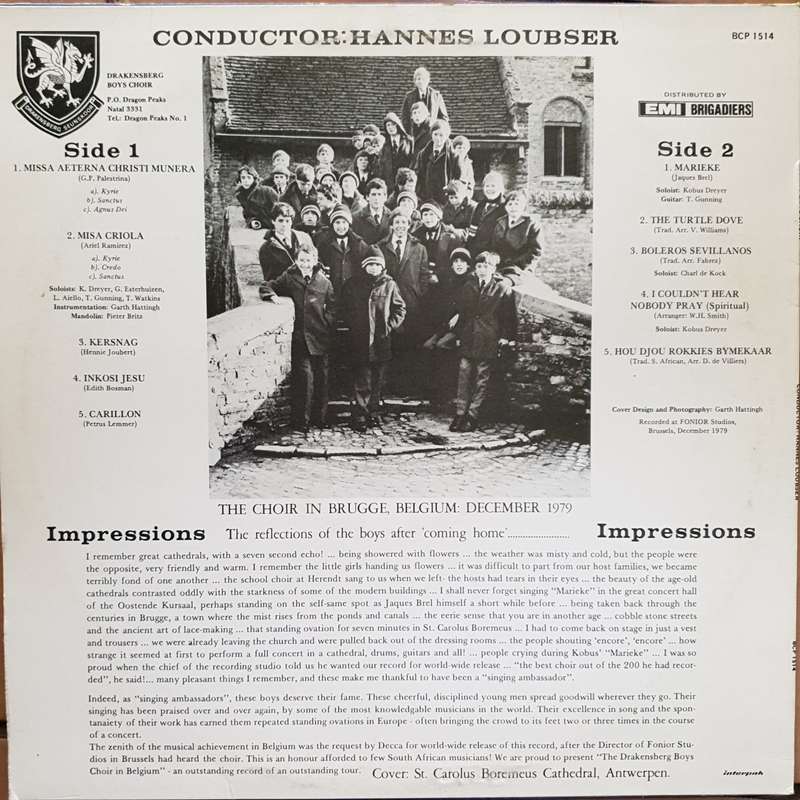 CONDUCTOR: HANNES LOUBSER
BCP 1514
DRAKENSBERG
BOYS CHOIR
P.O. Dragon Peaks
Natal 3331
Tel.: Dragon Peaks No. 1
DRAKENSBERG SEUNSKOOR
DISTRIBUTED BY
EMI BRIGADIERS
Side 1
1. MISSA AETERNA CHRISTI MUNERA
(G.P. Palestrina)
a). Kyrie
b). Sanctus
c). Agnus Dei
2. MISA CRIOLA
(Ariel Ramirez)
a). Kyrie
b). Credo
c). Sanctus
Soloists: K. Dreyer, G. Esterhuizen,
L. Aiello, T. Gunning, T. Watkins
Instrumentation: Garth Hattingh
Mandolin: Pieter Britz
3. KERSNAG
(Hennie Joubert)
4. INKOSI JESU
(Edith Bosman)
5. CARILLON
(Petrus Lemmer)
Side 2
1. MARIEKE
(Jaques Brel)
Soloist: Kobus Dreyer
Guitar: T. Gunning
2. THE TURTLE DOVE
(Trad. Arr. V. Williams)
3. BOLEROS SEVILLANOS
(Trad. Arr. Fabrez)
Soloist: Charl de Kock
4. I COULDN'T HEAR
NOBODY PRAY (Spiritual)
(Arranger: W.H. Smith)
Soloist: Kobus Dreyer
5. HOU DJOU ROKKIES BYMEKAAR
(Trad. S. African, Arr. D. de Villiers)
Cover Design and Photography: Garth Hattingh
Recorded at FONIOR Studios,
Brussels, December 1979
THE CHOIR IN BRUGGE, BELGIUM: DECEMBER 1979
Impressions The reflections of the boys after 'coming home'........................ Impressions
I remember great cathedrals, with a seven second echo! ... being showered with flowers ... the weather was misty and cold, but the people were
the opposite, very friendly and warm. I remember the little girls handing us flowers ... it was difficult to part from our host families, we became
terribly fond of one another ... the school choir at Herendt sang to us when we left- the hosts had tears in their eyes ... the beauty of the age-old
cathedrals contrasted oddly with the starkness of some of the modern buildings ... I shall never forget singing "Marieke" in the great concert hall
of the Oostende Kursaal, perhaps standing on the self-same spot as Jaques Brel himself a short while before ... being taken back through the
centuries in Brugge, a town where the mist rises from the ponds and canals ... the eerie sense that you are in another age ... cobble stone streets
and the ancient art of lace-making ... that standing ovation for seven minutes in St. Carolus Boremeus ... I had to come back on stage in just a vest
and trousers ... we were already leaving the church and were pulled back out of the dressing rooms ... the people shouting 'encore', 'encore' ... how
strange it seemed at first to perform a full concert in a cathedral, drums, guitars and all! ... people crying during Kobus' "Marieke" ... I was so
proud when the chief of the recording studio told us he wanted our record for world-wide release ... "the best choir out of the 200 he had recor-
ded", he said!... many pleasant things I remember, and these make me thankful to have been a "singing ambassador".
Indeed, as "singing ambassadors", these boys deserve their fame. These cheerful, disciplined young men spread goodwill wherever they go. Their
singing has been praised over and over again, by some of the most knowledgable musicians in the world. Their excellence in song and the spon-
tanaiety of their work has earned them repeated standing ovations in Europe - often bringing the crowd to its feet two or three times in the course
of a concert.
The zenith of the musical achievement in Belgium was the request by Decca for world-wide release of this record, after the Director of Fonior Stu-
dios in Brussels had heard the choir. This is an honour afforded to few South African musicians! We are proud to present "The Drakensberg Boys
Choir in Belgium" - an outstanding record of an outstanding tour. Cover: St. Carolus Boremeus Cathedral, Antwerpen.
interpak
CONDUCTOR: HANNES LOUBSER
BCP 1514